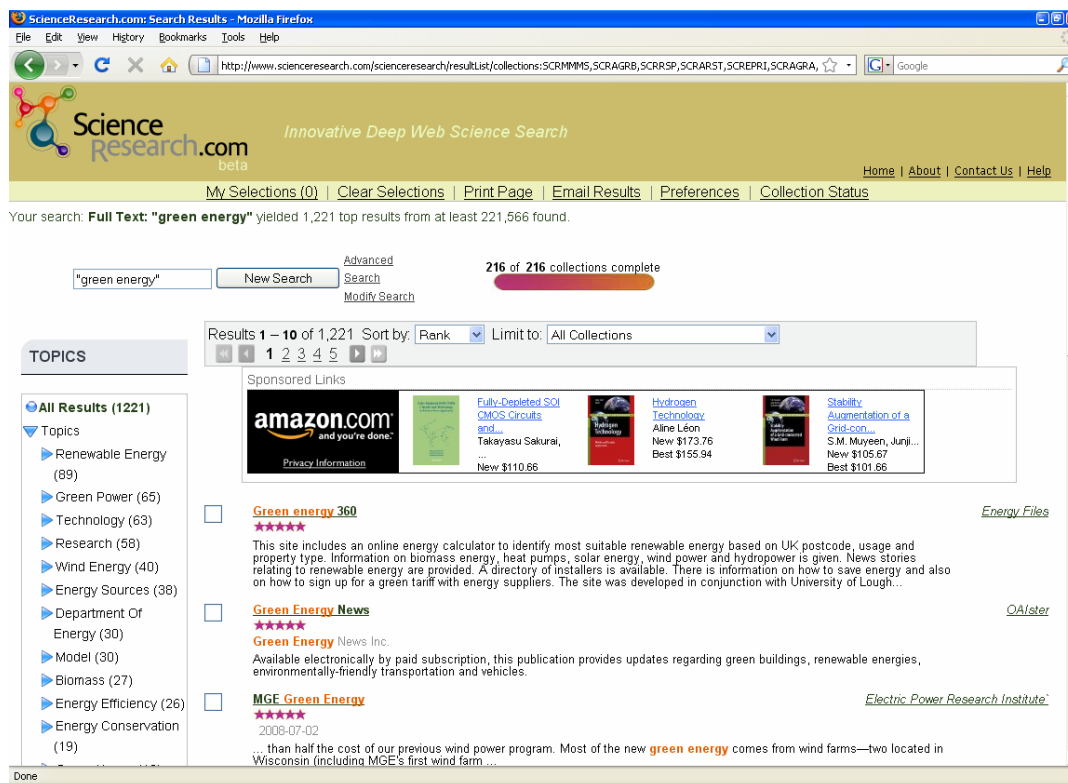 ScienceResearch.com: Search Results - Mozilla Firefox
File Edit View History Bookmarks Tools Help
http://www.scienceresearch.com/scienceresearch/resultList/collections:SCRMMMS,SCRAGRB,SCRRSP,SCRARST,SCREPRI,SCRAGRA, Google
Science
Research.com
beta
Innovative Deep Web Science Search
Home | About | Contact Us | Help
My Selections (0) | Clear Selections | Print Page | Email Results | Preferences | Collection Status
Your search: Full Text: "green energy" yielded 1,221 top results from at least 221,566 found.
"green energy" New Search
Advanced
Search
Modify Search
216 of 216 collections complete
TOPICS
All Results (1221)
Topics
Renewable Energy
(89)
Green Power (65)
Technology (63)
Research (58)
Wind Energy (40)
Energy Sources (38)
Department Of
Energy (30)
Model (30)
Biomass (27)
Energy Efficiency (26)
Energy Conservation
(19)
Results 1 – 10 of 1,221 Sort by: Rank Limit to: All Collections
1 2 3 4 5
Sponsored Links
amazon.com
and you're done.
Privacy Information
Fully-Depleted SOI
CMOS Circuits
and...
Takayasu Sakurai,
...
New $110.66
Hydrogen
Technology
Aline Léon
New $173.76
Best $155.94
Stability
Augmentation of a
Grid-con...
S.M. Muyeen, Junji...
New $105.67
Best $101.66
Green energy 360
Energy Files
This site includes an online energy calculator to identify most suitable renewable energy based on UK postcode, usage and
property type. Information on biomass energy, heat pumps, solar energy, wind power and hydropower is given. News stories
relating to renewable energy are provided. A directory of installers is available. There is information on how to save energy and also
on how to sign up for a green tariff with energy suppliers. The site was developed in conjunction with University of Lough...
Green Energy News
OAIster
Green Energy News Inc.
Available electronically by paid subscription, this publication provides updates regarding green buildings, renewable energies,
environmentally-friendly transportation and vehicles.
MGE Green Energy
Electric Power Research Institute`
2008-07-02
... than half the cost of our previous wind power program. Most of the new green energy comes from wind farms—two located in
Wisconsin (including MGE's first wind farm ...
Done